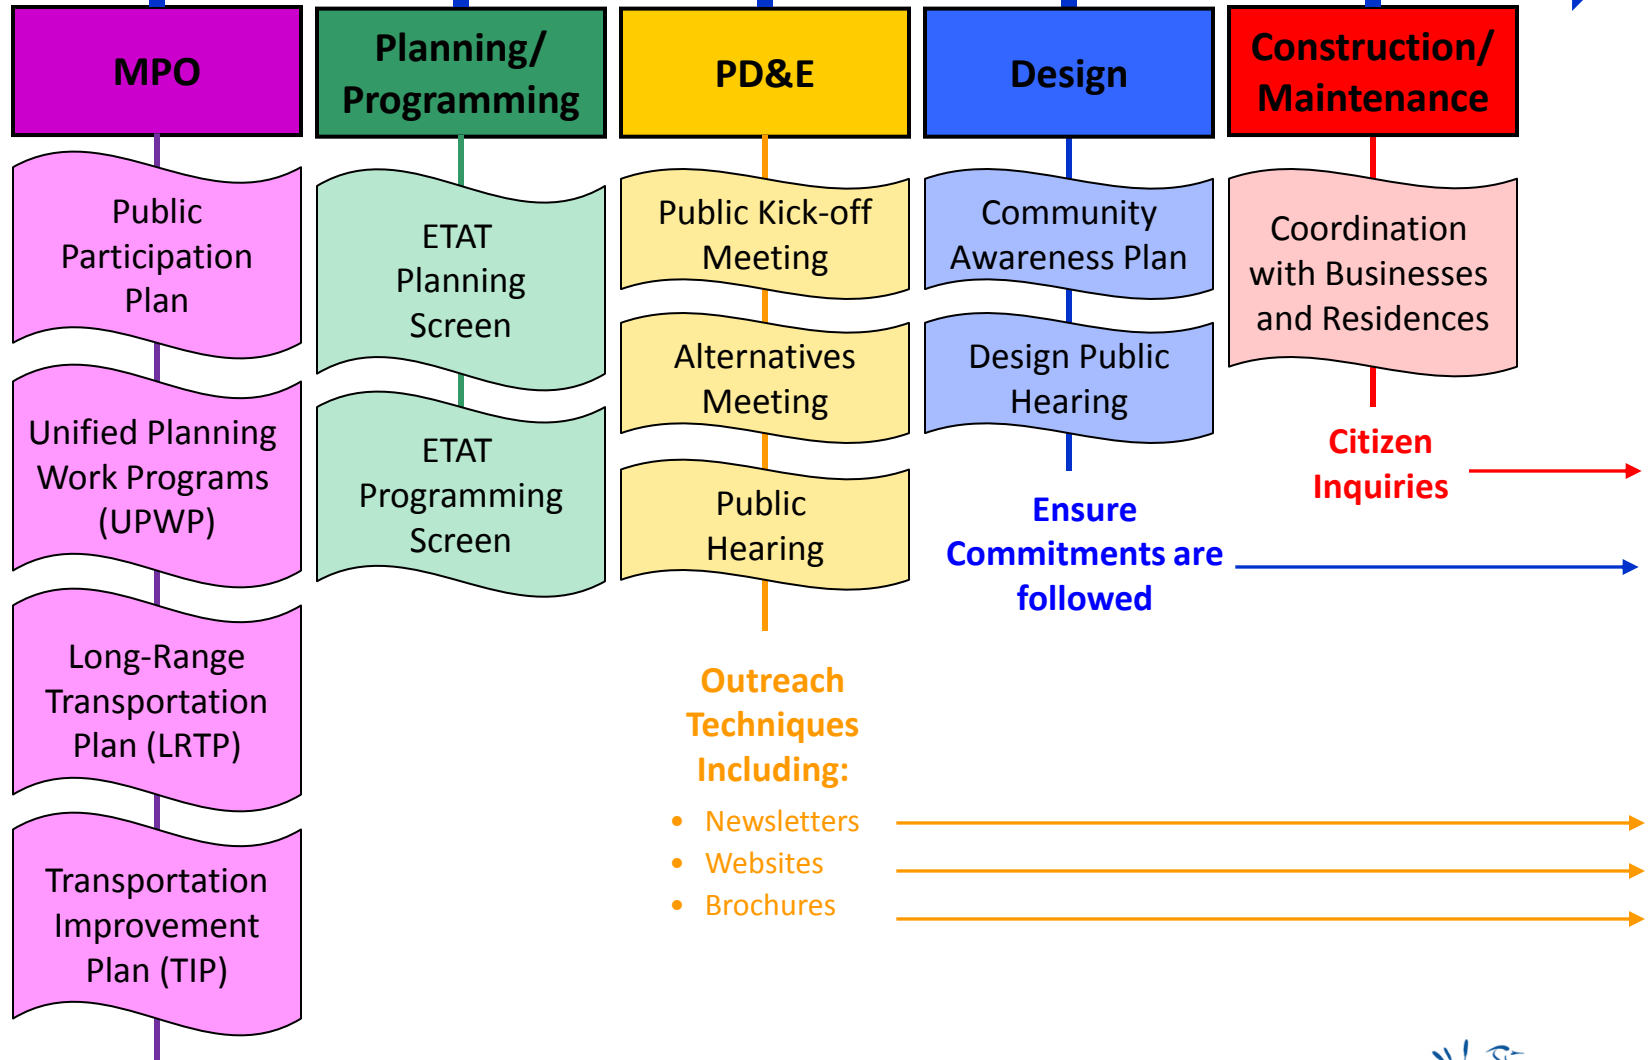 MPO
Public
Participation
Plan
Unified Planning
Work Programs
(UPWP)
Long-Range
Transportation
Plan (LRTP)
Transportation
Improvement
Plan (TIP)
Planning/
Programming
ETAT
Planning
Screen
ETAT
Programming
Screen
PD&E
Public Kick-off
Meeting
Alternatives
Meeting
Public
Hearing
Outreach
Techniques
Including:
• Newsletters
• Websites
• Brochures
Design
Community
Awareness Plan
Design Public
Hearing
Ensure
Commitments are
followed
Construction/
Maintenance
Coordination
with Businesses
and Residences
Citizen
Inquiries